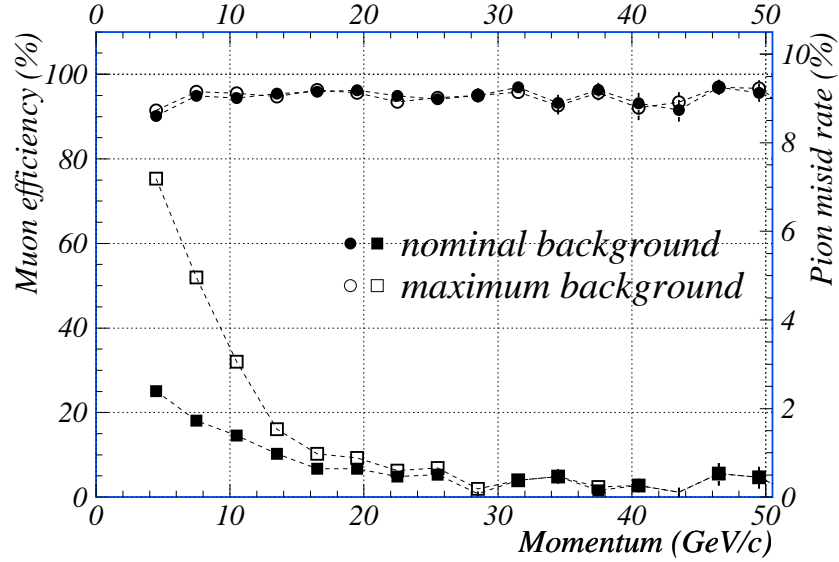 0 10 20 30 40 50
Muon efficiency (%)
100
80
60
40
20
0
Pion misid rate (%)
10
8
6
4
2
0
nominal background
maximum background
0 10 20 30 40 50
Momentum (GeV/c)